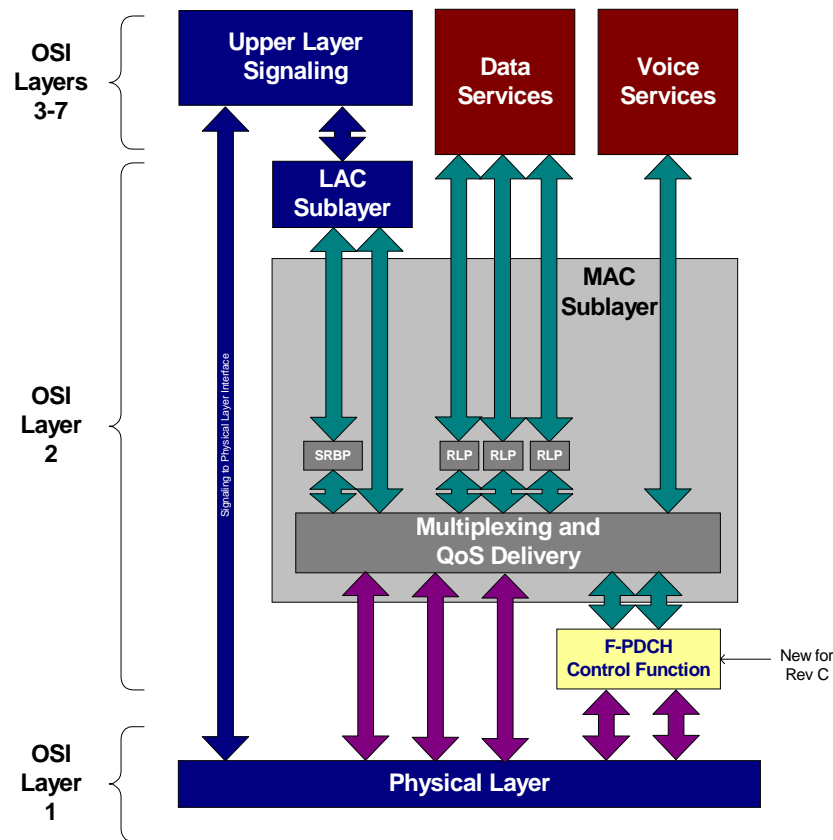 OSI
Layers
3-7
Upper Layer
Signaling
Data
Services
Voice
Services
LAC
Sublayer
MAC
Sublayer
OSI
Layer
2
Signaling to Physical Layer Interface
SRBP
RLP
RLP
RLP
Multiplexing and
QoS Delivery
F-PDCH
Control Function
New for
Rev C
OSI
Layer
1
Physical Layer